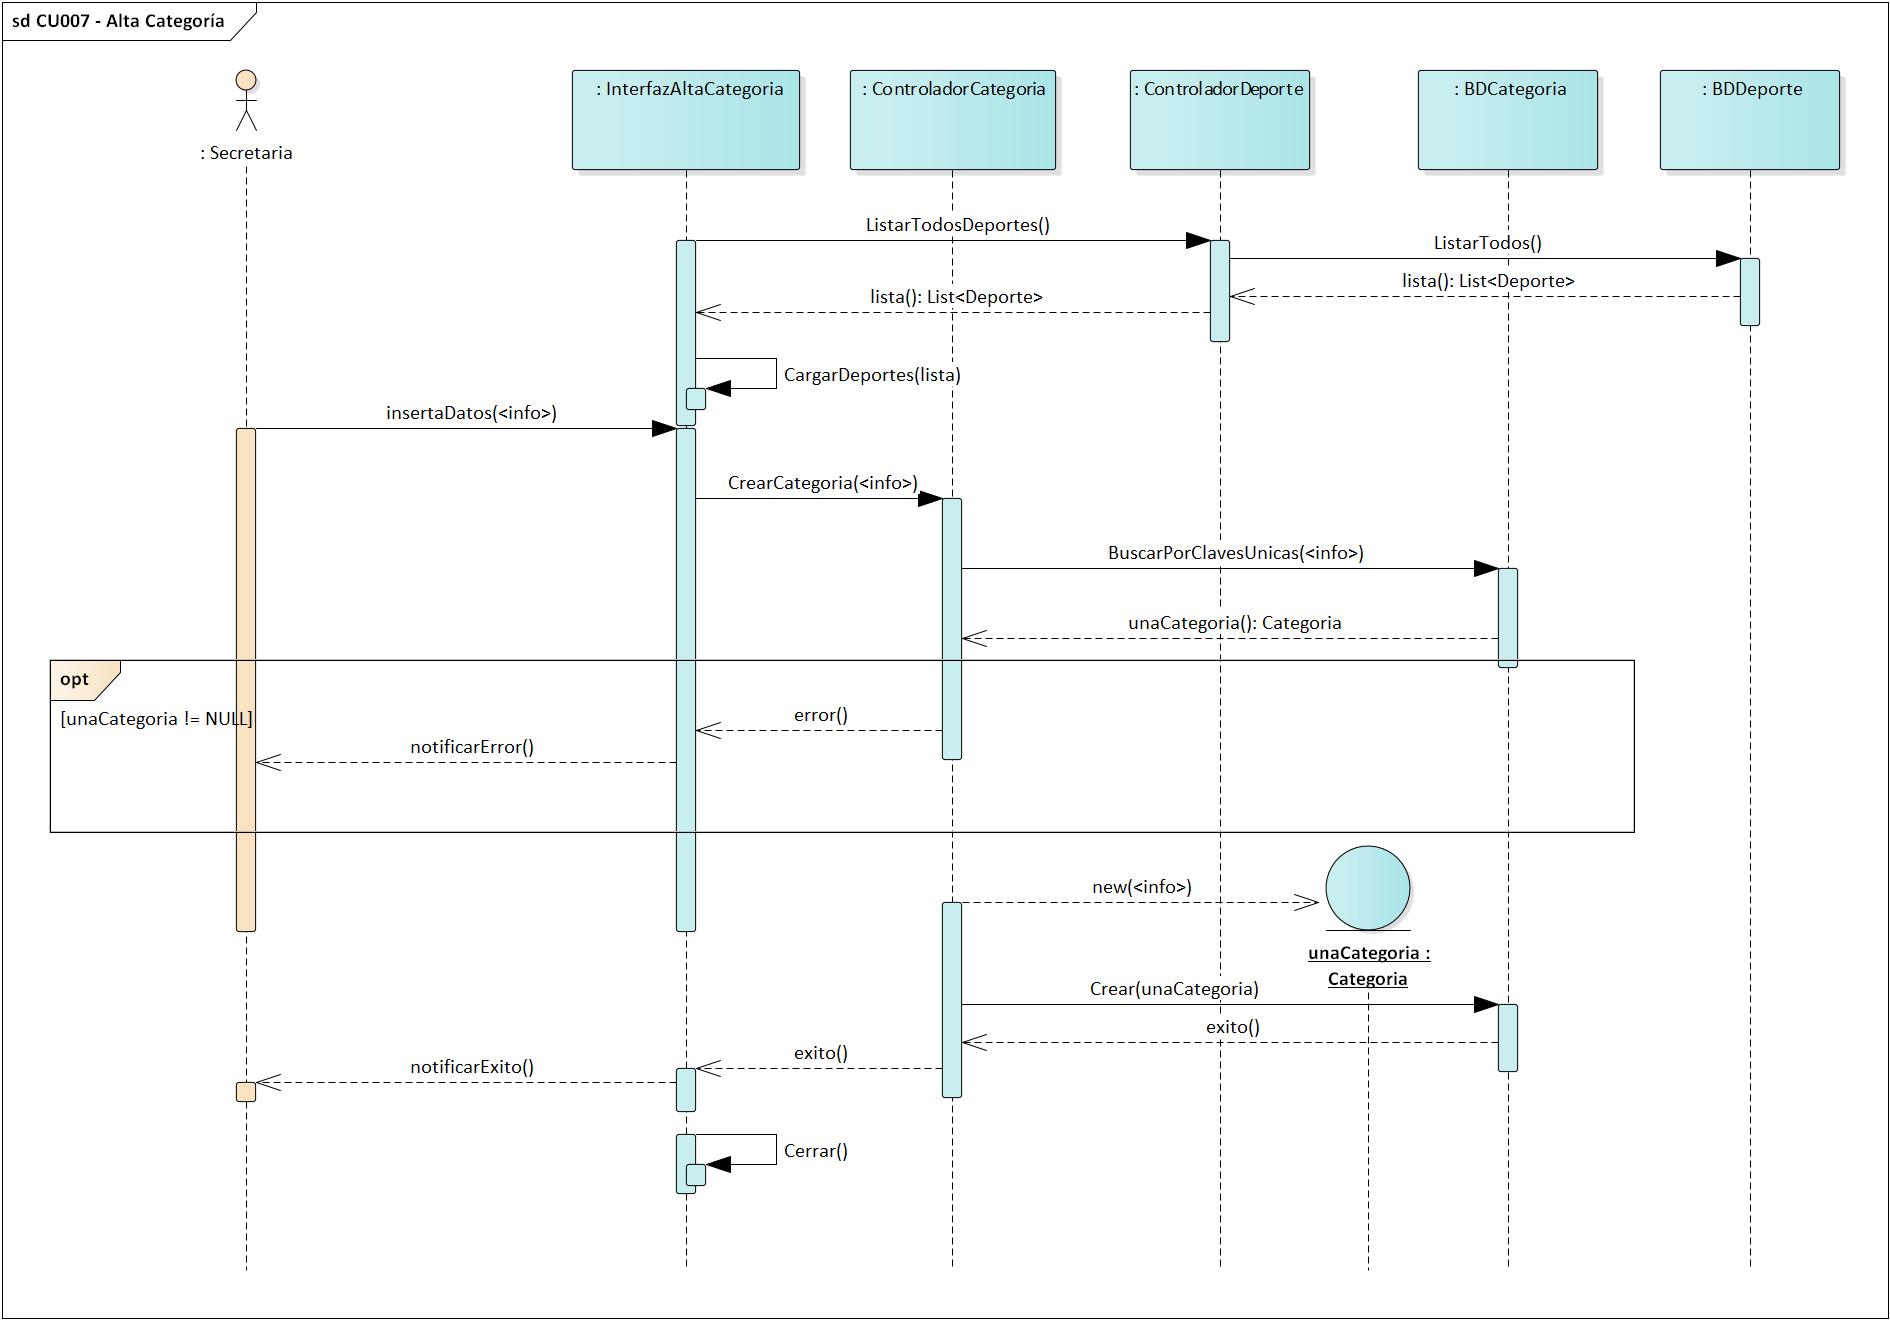 sd CU007 - Alta Categoría
: Secretaria
: InterfazAltaCategoria
: ControladorCategoria
: ControladorDeporte
: BDCategoria
: BDDeporte
ListarTodosDeportes()
ListarTodos()
lista(): List<Deporte>
lista(): List<Deporte>
CargarDeportes(lista)
insertaDatos(<info>)
CrearCategoria(<info>)
BuscarPorClavesUnicas(<info>)
unaCategoria(): Categoria
opt
[unaCategoria != NULL]
error()
notificarError()
new(<info>)
unaCategoria :
Categoria
Crear(unaCategoria)
exito()
exito()
notificarExito()
Cerrar()